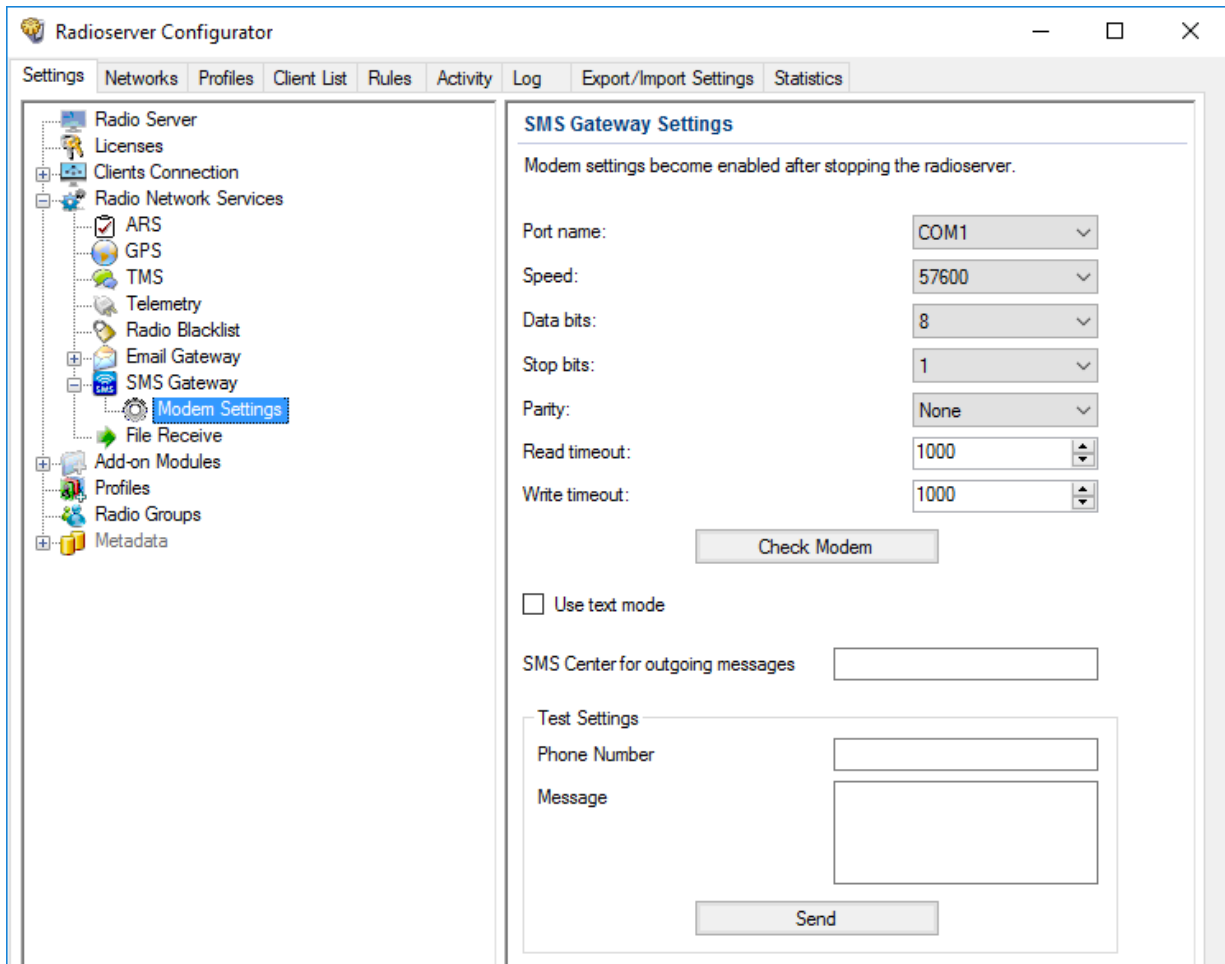 Radioserver Configurator
Settings Networks Profiles Client List Rules Activity Log Export/Import Settings Statistics
Radio Server
Licenses
Clients Connection
Radio Network Services
ARS
GPS
TMS
Telemetry
Radio Blacklist
Email Gateway
SMS Gateway
Modem Settings
File Receive
Add-on Modules
Profiles
Radio Groups
Metadata
SMS Gateway Settings
Modem settings become enabled after stopping the radioserver.
Port name: COM1
Speed: 57600
Data bits: 8
Stop bits: 1
Parity: None
Read timeout: 1000
Write timeout: 1000
Check Modem
Use text mode
SMS Center for outgoing messages
Test Settings
Phone Number
Message
Send